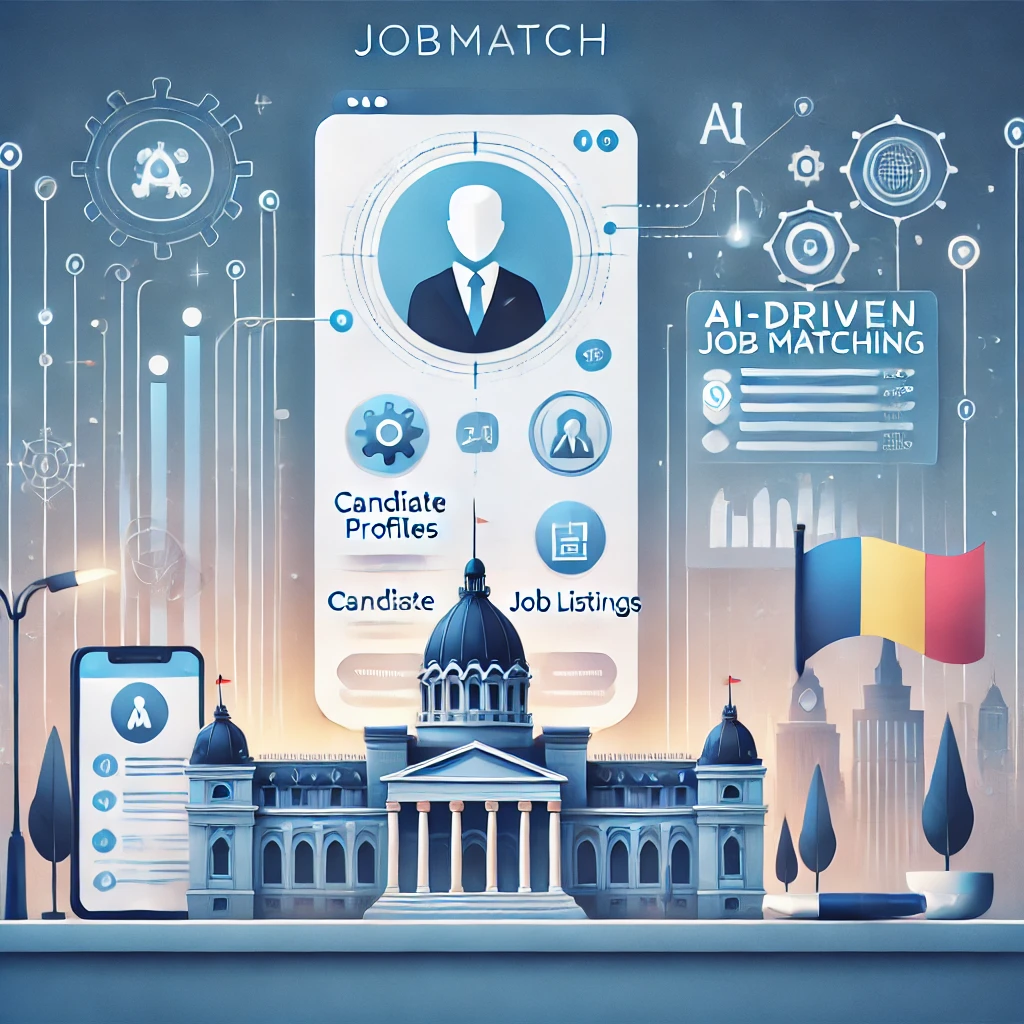 JOBMATCH
AI
AI-DRIVEN
JOB MATCHING
Candiate
Profiles
Candiate
Job Listings